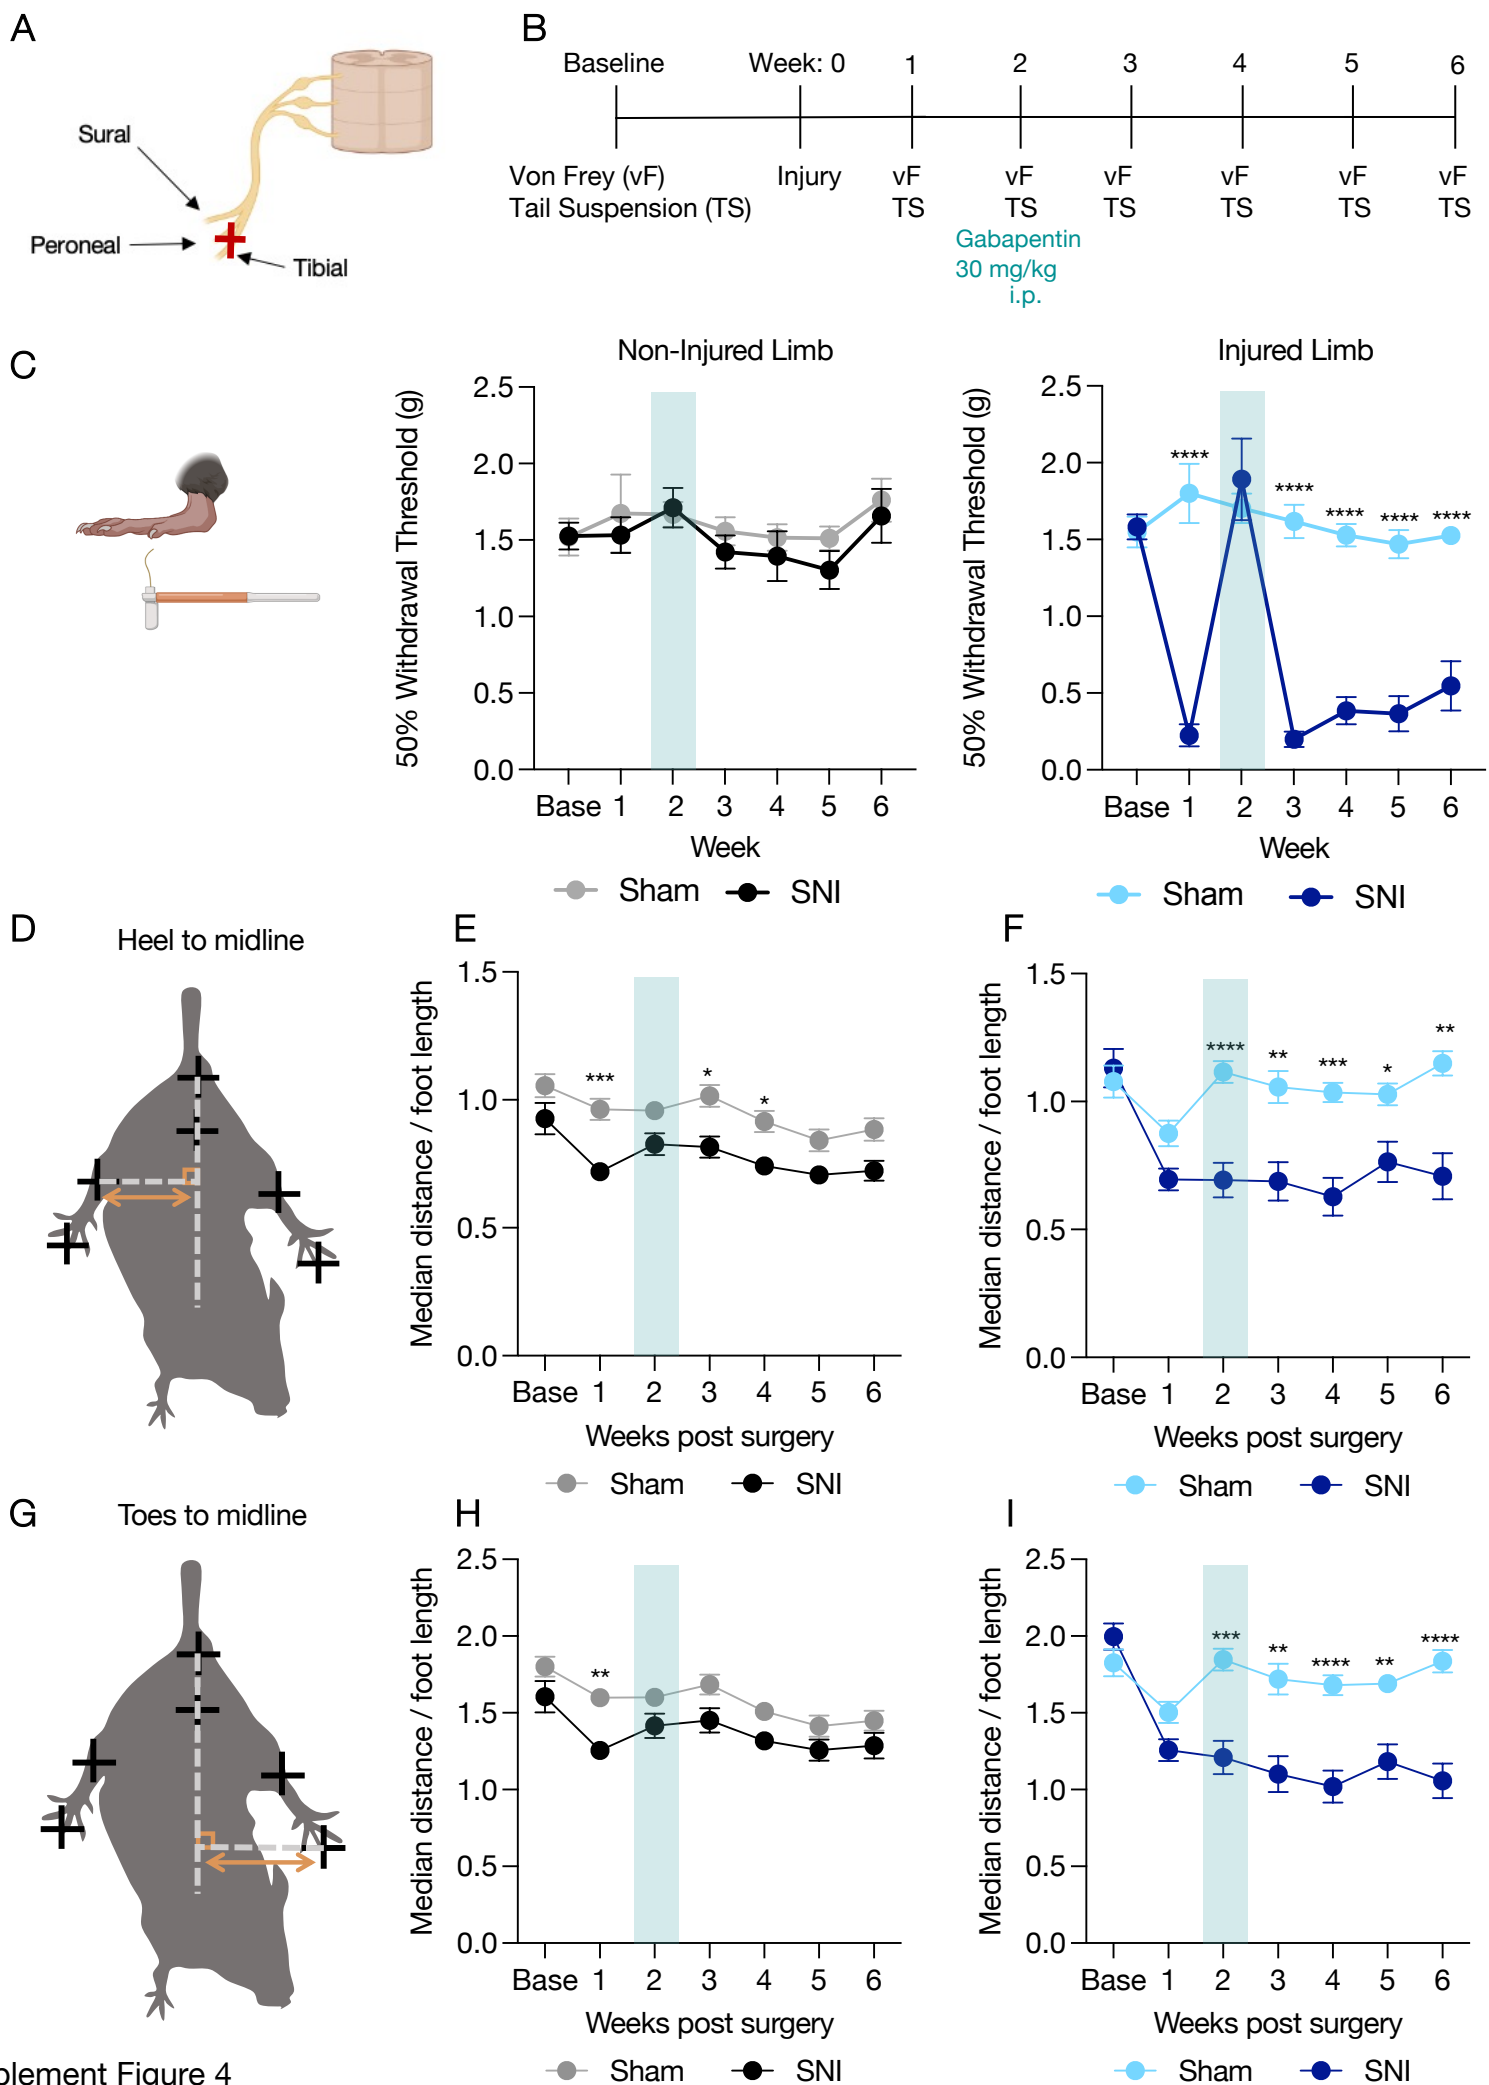 A
Sural
Peroneal
Tibial
B
Baseline Week: 0 1 2 3 4 5 6
Von Frey (vF) Injury vF vF vF vF vF vF
Tail Suspension (TS) TS TS TS TS TS TS
Gabapentin
30 mg/kg
i.p.
C
Non-Injured Limb
50% Withdrawal Threshold (g)
2.5
2.0
1.5
1.0
0.5
0.0
Base 1 2 3 4 5 6
Week
Sham SNI
Injured Limb
50% Withdrawal Threshold (g)
2.5
2.0
1.5
1.0
0.5
0.0
**** **** **** **** ****
Base 1 2 3 4 5 6
Week
Sham SNI
D
Heel to midline
E
Median distance / foot length
1.5
1.0
0.5
0.0
*** * *
Base 1 2 3 4 5 6
Weeks post surgery
Sham SNI
F
Median distance / foot length
1.5
1.0
0.5
0.0
**** ** *** * **
Base 1 2 3 4 5 6
Weeks post surgery
Sham SNI
G
Toes to midline
H
Median distance / foot length
2.5
2.0
1.5
1.0
0.5
0.0
**
Base 1 2 3 4 5 6
Weeks post surgery
Sham SNI
I
Median distance / foot length
2.5
2.0
1.5
1.0
0.5
0.0
*** ** **** ** ****
Base 1 2 3 4 5 6
Weeks post surgery
Sham SNI
plement Figure 4